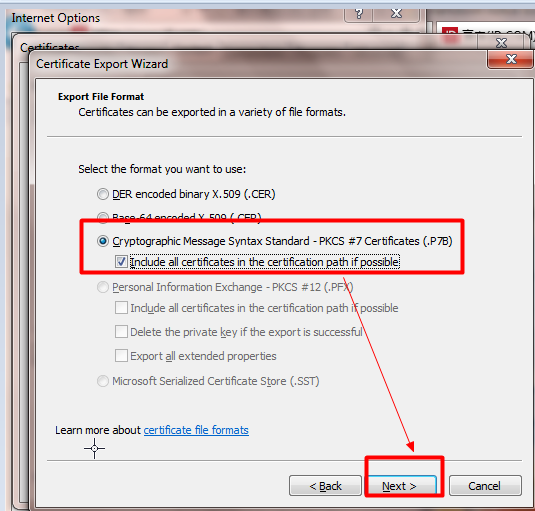 Internet Options
Certificates
Certificate Export Wizard
Export File Format
Certificates can be exported in a variety of file formats.
Select the format you want to use:
DER encoded binary X.509 (.CER)
Base-64 encoded X.509 (.CER)
Cryptographic Message Syntax Standard - PKCS #7 Certificates (.P7B)
Include all certificates in the certification path if possible
Personal Information Exchange - PKCS #12 (.PFX)
Include all certificates in the certification path if possible
Delete the private key if the export is successful
Export all extended properties
Microsoft Serialized Certificate Store (.SST)
Learn more about certificate file formats
< Back
Next >
Cancel